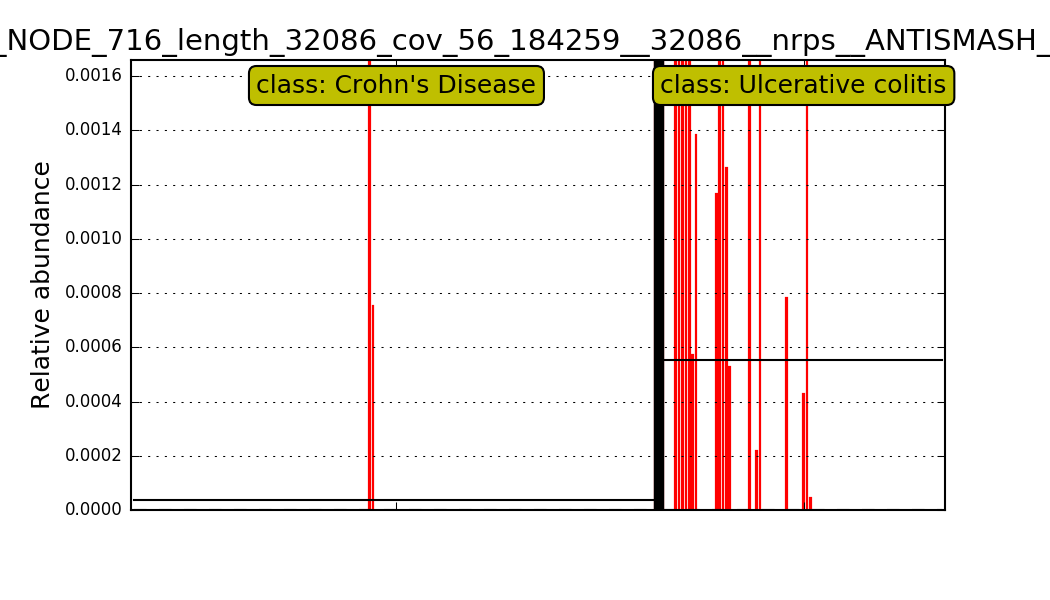 _NODE_716_length_32086_cov_56_184259__32086__nrps__ANTISMASH_
class: Crohn's Disease
class: Ulcerative colitis
Relative abundance
0.0016
0.0014
0.0012
0.0010
0.0008
0.0006
0.0004
0.0002
0.0000